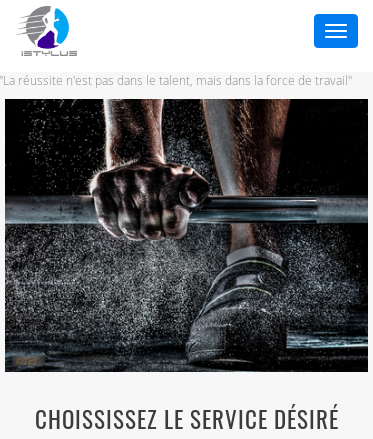 ISTYLUS
"La réussite n'est pas dans le talent, mais dans la force de travail"
CHOISSISSEZ LE SERVICE DÉSIRÉ